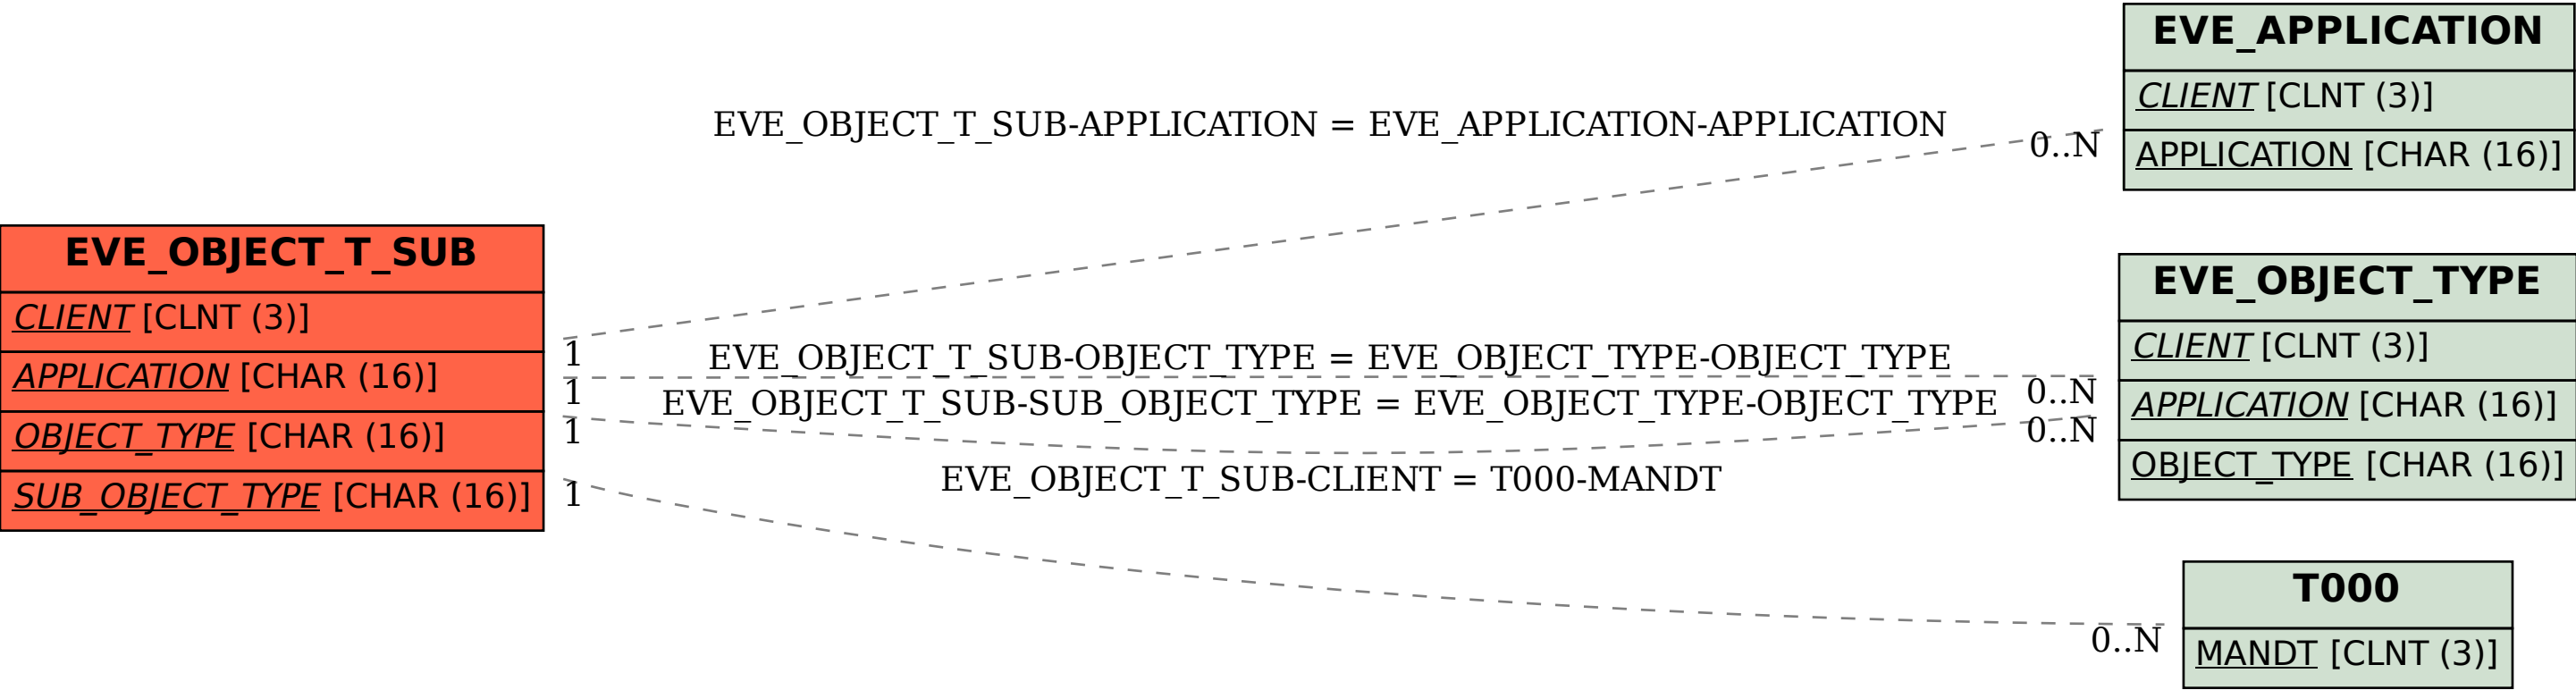 EVE_APPLICATION
CLIENT [CLNT (3)]
APPLICATION [CHAR (16)]
EVE_OBJECT_T_SUB-APPLICATION = EVE_APPLICATION-APPLICATION
0..N
EVE_OBJECT_T_SUB
CLIENT [CLNT (3)]
APPLICATION [CHAR (16)]
OBJECT_TYPE [CHAR (16)]
SUB_OBJECT_TYPE [CHAR (16)]
1
EVE_OBJECT_T_SUB-OBJECT_TYPE = EVE_OBJECT_TYPE-OBJECT_TYPE
1
0..N
EVE_OBJECT_T_SUB-SUB_OBJECT_TYPE = EVE_OBJECT_TYPE-OBJECT_TYPE
1
0..N
EVE_OBJECT_T_SUB-CLIENT = T000-MANDT
1
0..N
EVE_OBJECT_TYPE
CLIENT [CLNT (3)]
APPLICATION [CHAR (16)]
OBJECT_TYPE [CHAR (16)]
T000
MANDT [CLNT (3)]